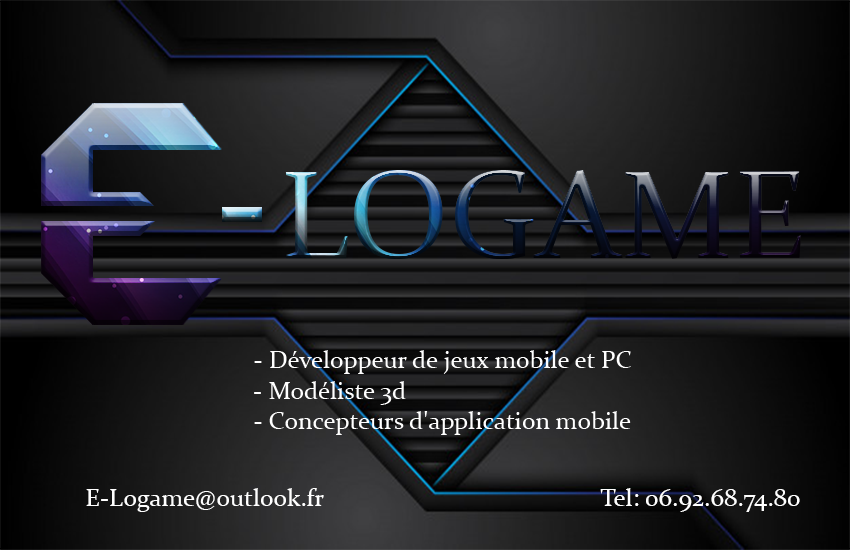 E-LOGAME
- Développeur de jeux mobile et PC
- Modéliste 3d
- Concepteurs d'application mobile
E-Logame@outlook.fr
Tel: 06.92.68.74.80